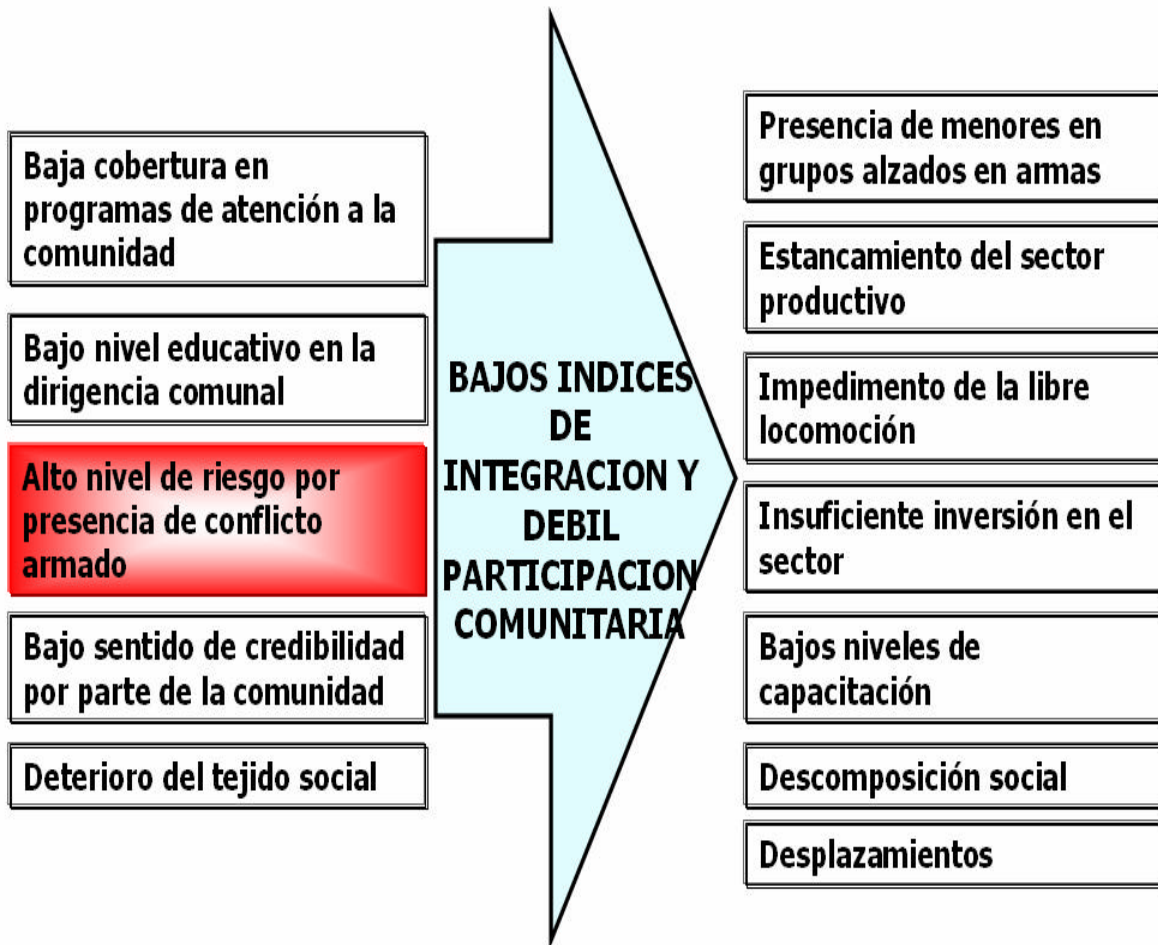 Baja cobertura en
programas de atención a la
comunidad
Bajo nivel educativo en la
dirigencia comunal
Alto nivel de riesgo por
presencia de conflicto
armado
Bajo sentido de credibilidad
por parte de la comunidad
Deterioro del tejido social
BAJOS INDICES
DE
INTEGRACION Y
DEBIL
PARTICIPACION
COMUNITARIA
Presencia de menores en
grupos alzados en armas
Estancamiento del sector
productivo
Impedimento de la libre
locomoción
Insuficiente inversión en el
sector
Bajos niveles de
capacitación
Descomposición social
Desplazamientos